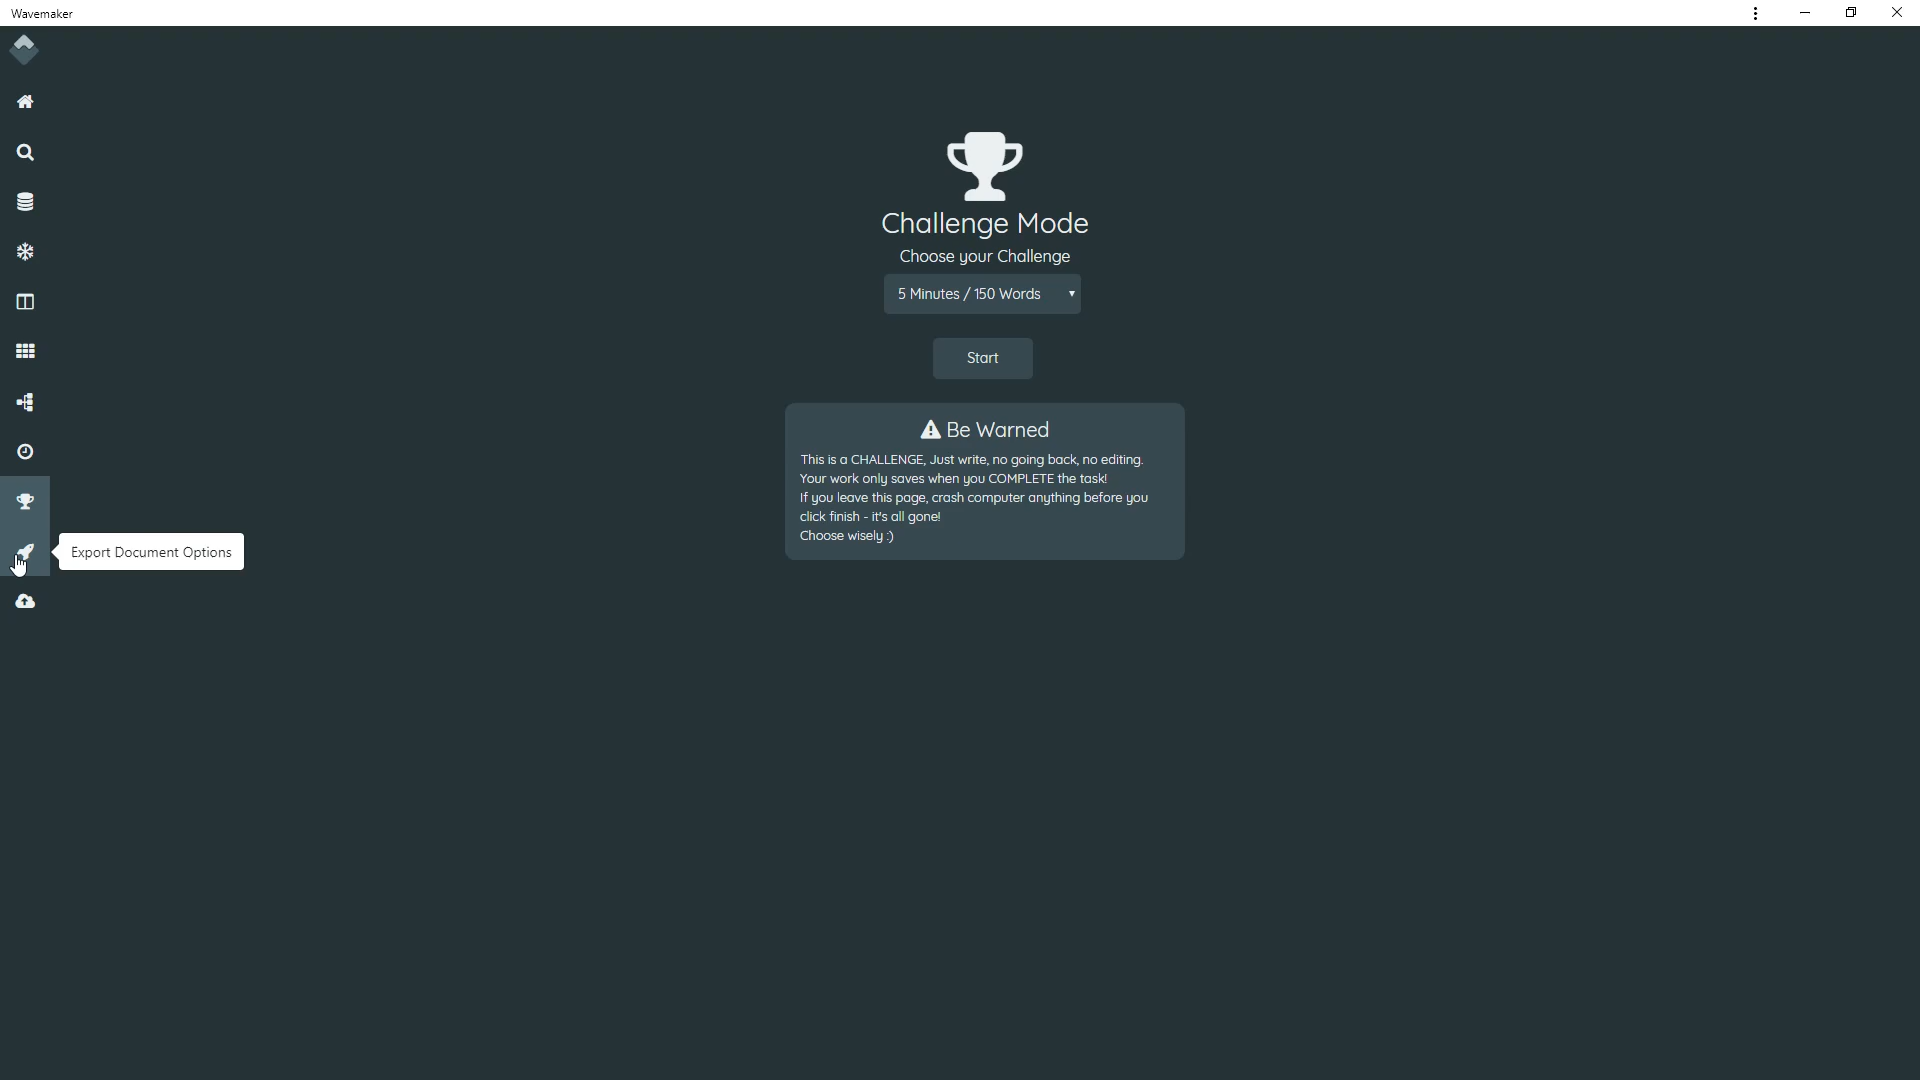 Wavemaker
Challenge Mode
Choose your Challenge
5 Minutes / 150 Words
Start
Be Warned
This is a CHALLENGE, Just write, no going back, no editing.
Your work only saves when you COMPLETE the task!
If you leave this page, crash computer anything before you
click finish - it's all gone!
Choose wisely :)
Export Document Options